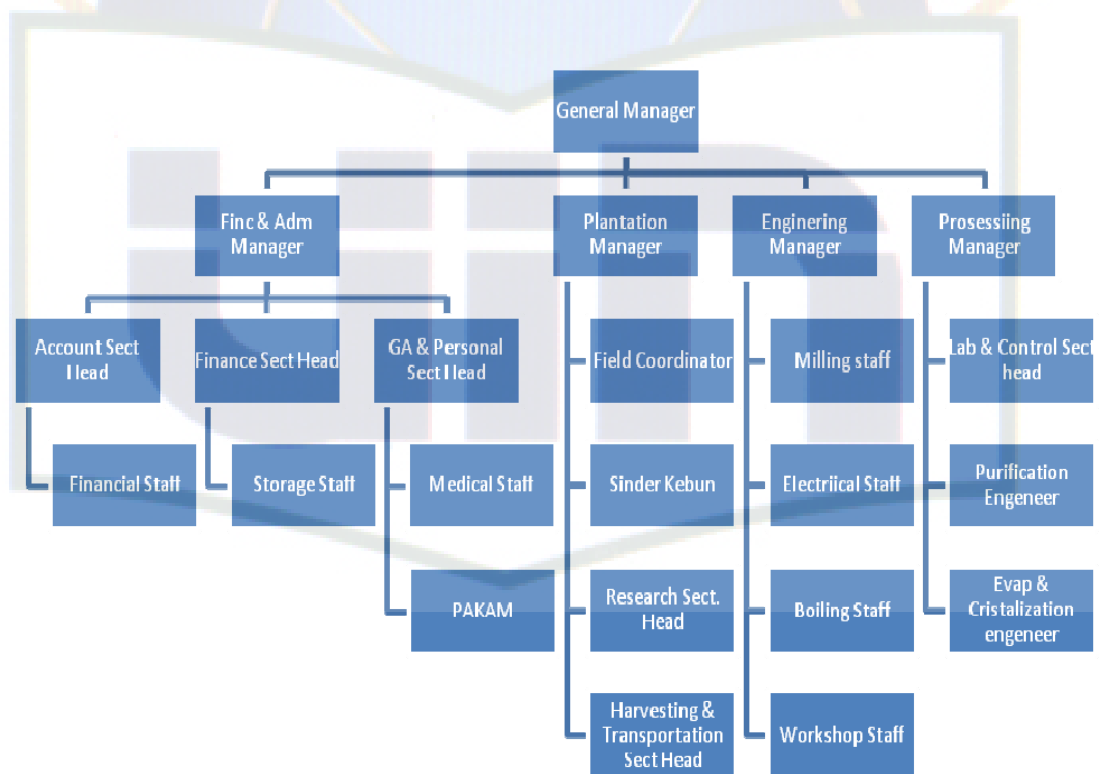 General Manager
Finc & Adm
Manager
Plantation
Manager
Enginering
Manager
Prosessiing
Manager
Account Sect
Head
Finance Sect Head
GA & Personal
Sect Head
Field Coordinator
Milling staff
Lab & Control Sect
head
Financial Staff
Storage Staff
Medical Staff
Sinder Kebun
Electriical Staff
Purification
Engeneer
PAKAM
Research Sect.
Head
Boiling Staff
Evap &
Cristalization
engeneer
Harvesting &
Transportation
Sect Head
Workshop Staff